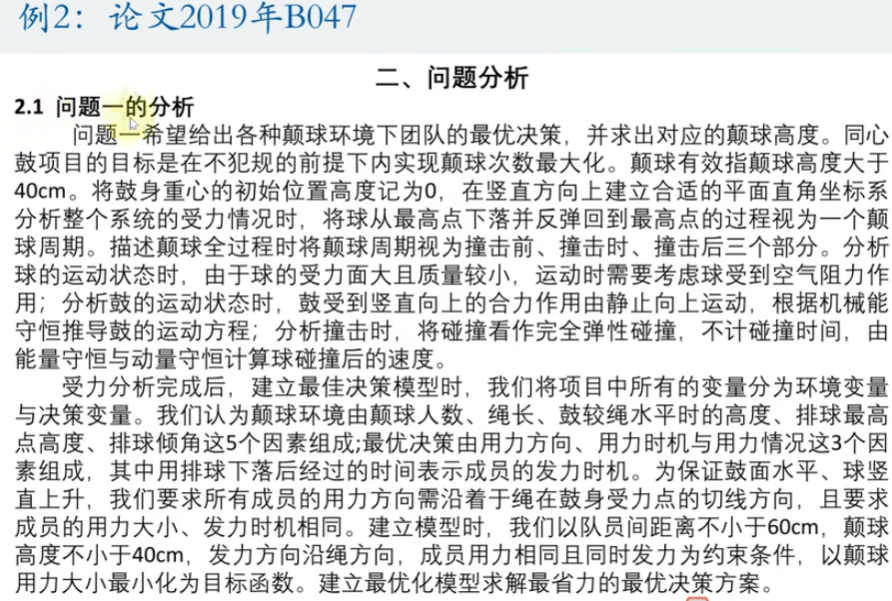 例2：论文2019年B047
二、问题分析
2.1 问题一的分析
问题一希望给出各种颠球环境下团队的最优决策，并求出对应的颠球高度。同心
鼓项目的目标是在不犯规的前提下内实现颠球次数最大化。颠球有效指颠球高度大于
40cm。将鼓身重心的初始位置高度记为0，在竖直方向上建立合适的平面直角坐标系
分析整个系统的受力情况时，将球从最高点下落并反弹回到最高点的过程视为一个颠
球周期。描述颠球全过程时将颠球周期视为撞击前、撞击时、撞击后三个部分。分析
球的运动状态时，由于球的受力面大且质量较小，运动时需要考虑球受到空气阻力作
用；分析鼓的运动状态时，鼓受到竖直向上的合力作用由静止向上运动，根据机械能
守恒推导鼓的运动方程；分析撞击时，将碰撞看作完全弹性碰撞，不计碰撞时间，由
能量守恒与动量守恒计算球碰撞后的速度。
受力分析完成后，建立最佳决策模型时，我们将项目中所有的变量分为环境变量
与决策变量。我们认为颠球环境由颠球人数、绳长、鼓较绳水平时的高度、排球最高
点高度、排球倾角这5个因素组成;最优决策由用力方向、用力时机与用力情况这3个因
素组成，其中用排球下落后经过的时间表示成员的发力时机。为保证鼓面水平、球竖
直上升，我们要求所有成员的用力方向需沿着于绳在鼓身受力点的切线方向，且要求
成员的用力大小、发力时机相同。建立模型时，我们以队员间距离不小于60cm，颠球
高度不小于40cm，发力方向沿绳方向，成员用力相同且同时发力为约束条件，以颠球
用力大小最小化为目标函数。建立最优化模型求解最省力的最优决策方案。